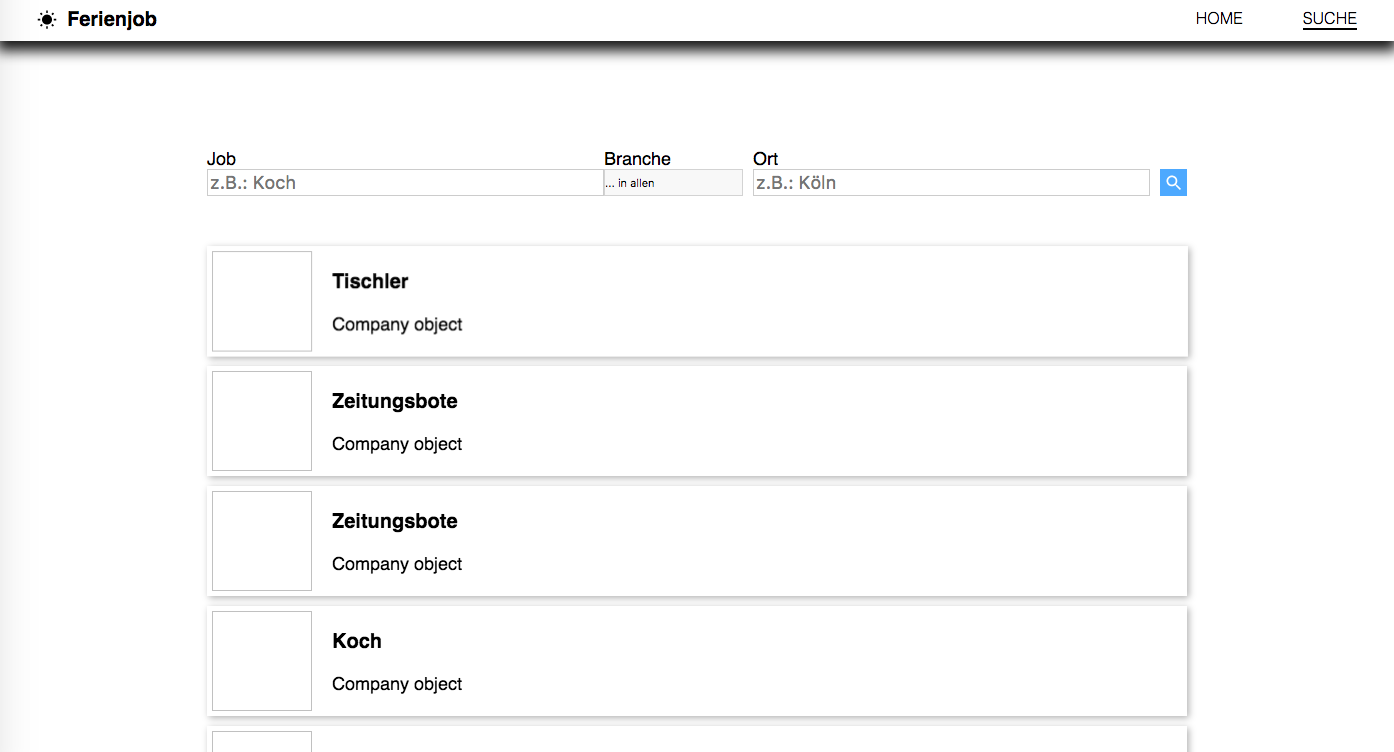 Ferienjob
HOME
SUCHE
Job
Branche
Ort
z.B.: Koch
... in allen
z.B.: Köln
Tischler
Company object
Zeitungsbote
Company object
Zeitungsbote
Company object
Koch
Company object